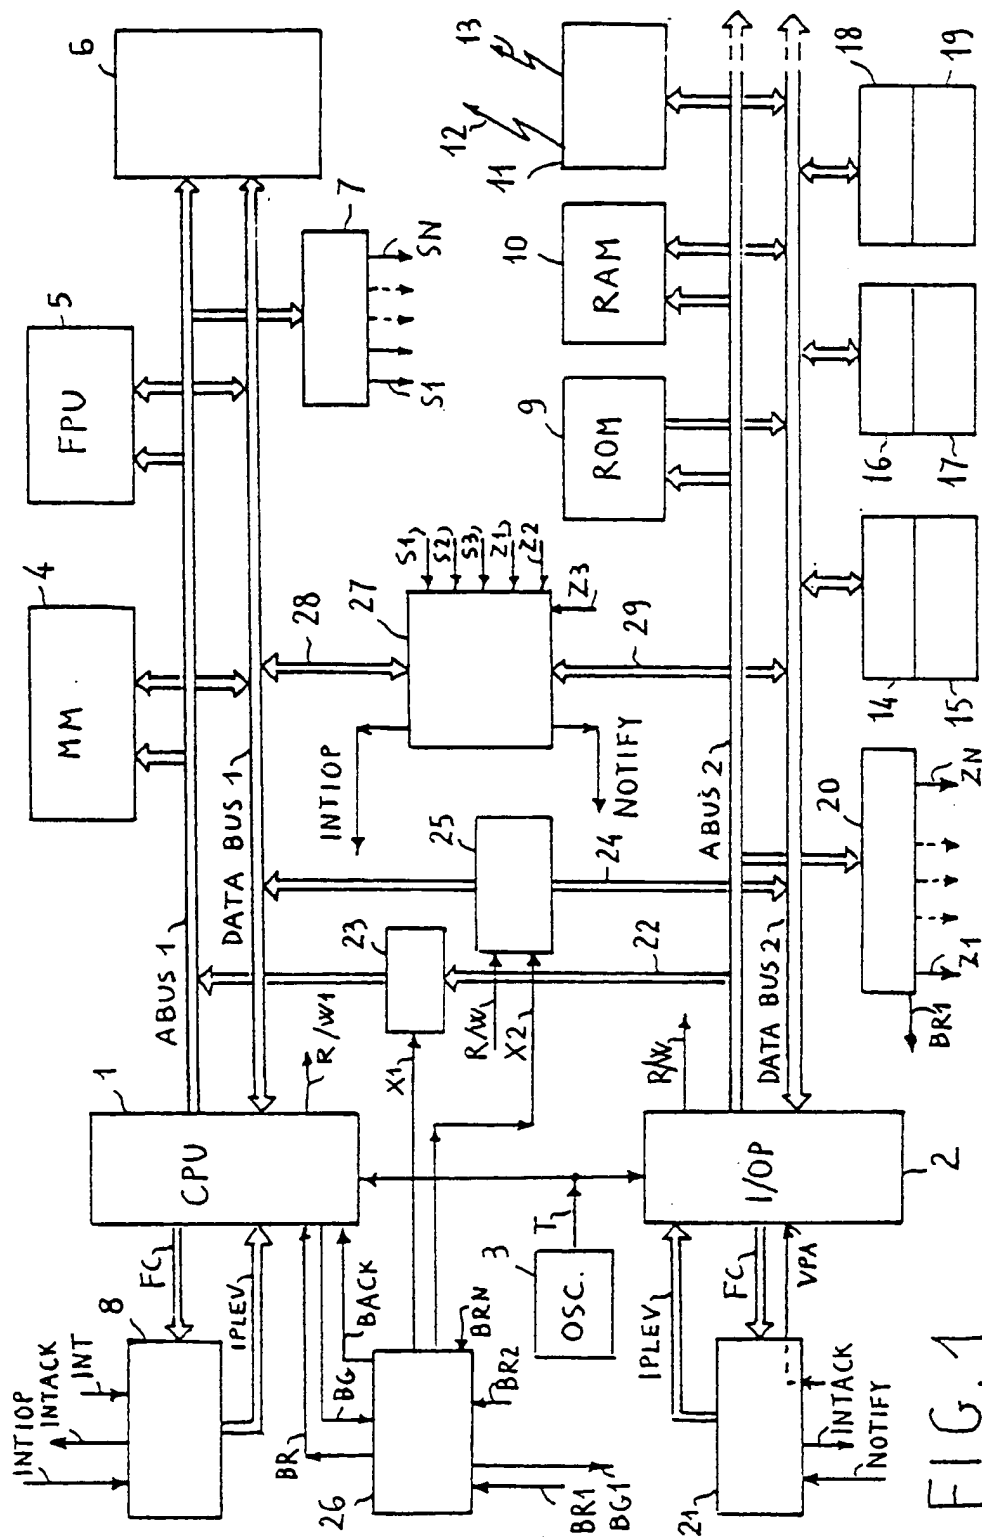 6
5
FPU
4
MM
ABUS 1
DATA BUS 1
7
S1
SN
1
CPU
R/W1
FC
8
INTIOP
INTACK
INT
IPLEV
BR
BG
BACK
26
BR1
BG1
BR2
BRN
X1
X2
R/W
23
22
25
24
INTIOP
NOTIFY
27
28
29
S1
S2
S3
Z1
Z2
Z3
3
OSC.
T
9
ROM
10
RAM
11
12
13
ABUS 2
DATA BUS 2
2
I/OP
R/W
IPLEV
FC
VPA
21
INTACK
NOTIFY
20
BR1
Z1
ZN
14
15
16
17
18
19
FIG. 1